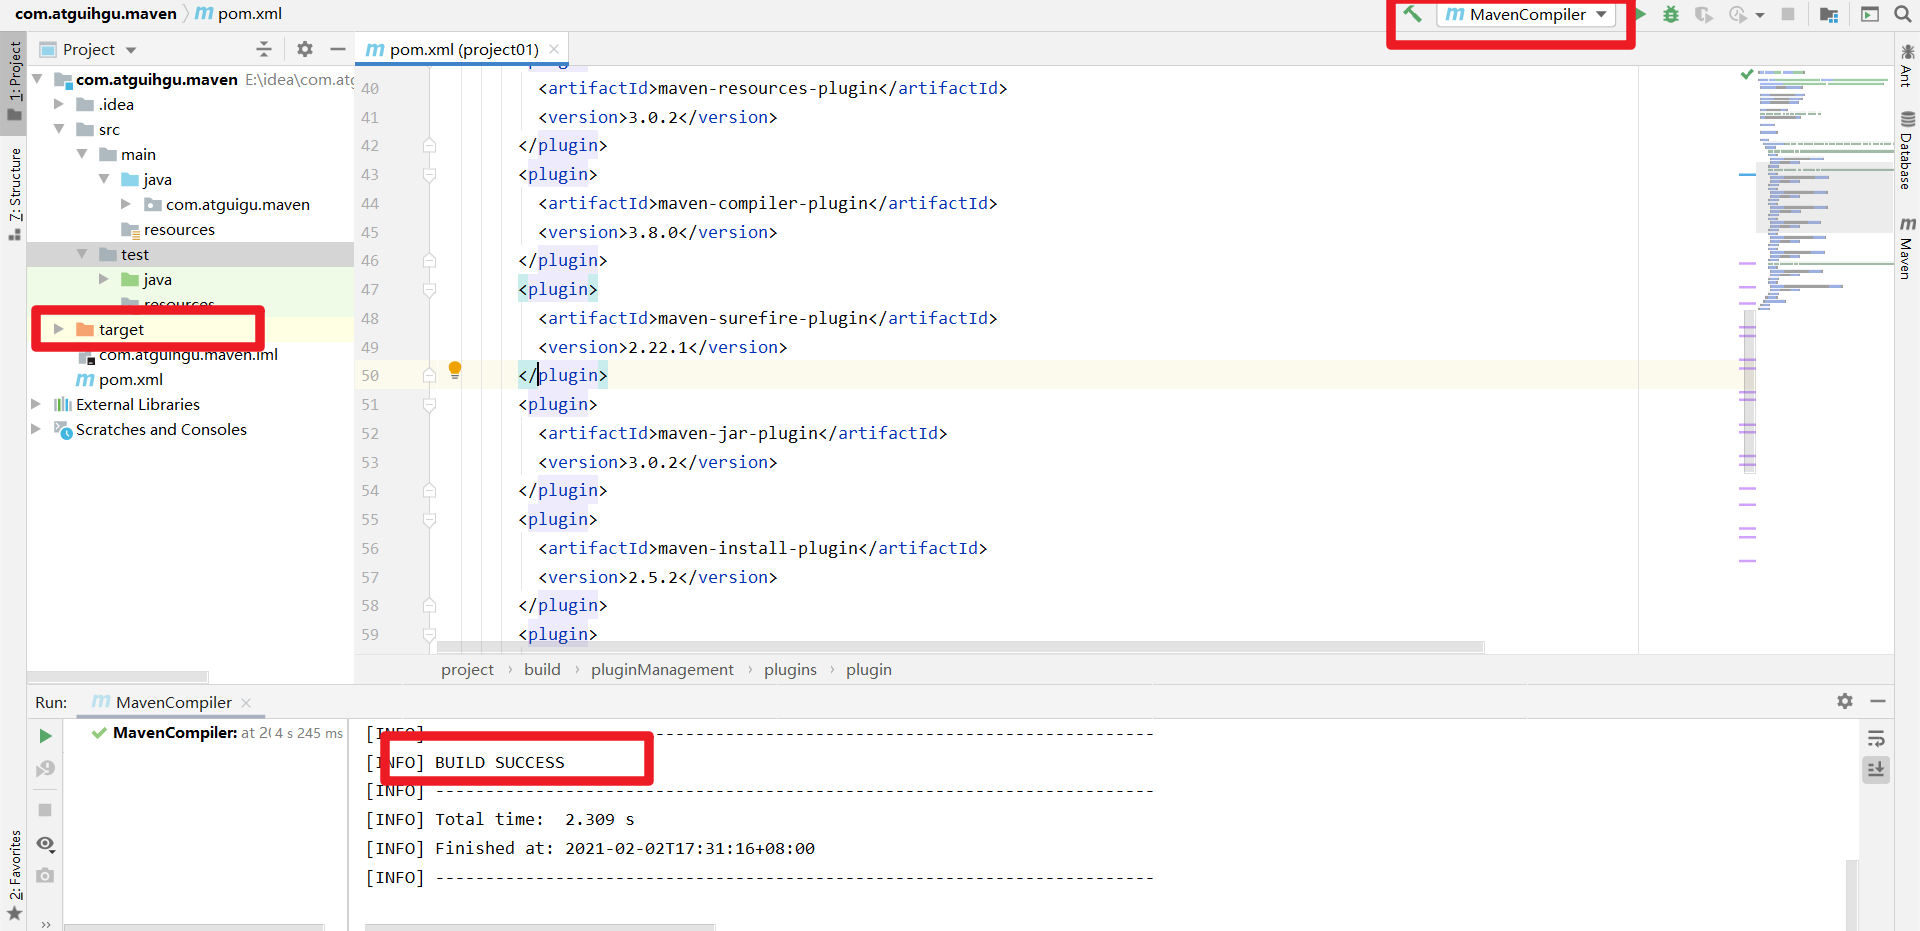 com.atguihgu.maven pom.xml
MavenCompiler
1: Project
7: Structure
2: Favorites
Project
com.atguihgu.maven E:\idea\com.atg
.idea
src
main
java
com.atguigu.maven
resources
test
java
resources
target
com.atguihgu.maven.iml
pom.xml
External Libraries
Scratches and Consoles
pom.xml (project01)
40 <artifactId>maven-resources-plugin</artifactId>
41 <version>3.0.2</version>
42 </plugin>
43 <plugin>
44 <artifactId>maven-compiler-plugin</artifactId>
45 <version>3.8.0</version>
46 </plugin>
47 <plugin>
48 <artifactId>maven-surefire-plugin</artifactId>
49 <version>2.22.1</version>
50 </plugin>
51 <plugin>
52 <artifactId>maven-jar-plugin</artifactId>
53 <version>3.0.2</version>
54 </plugin>
55 <plugin>
56 <artifactId>maven-install-plugin</artifactId>
57 <version>2.5.2</version>
58 </plugin>
59 <plugin>
project › build › pluginManagement › plugins › plugin
Ant
Database
Maven
Run: MavenCompiler
MavenCompiler: at 20 4 s 245 ms
[INFO] ------------------------------------------------------------------------
[INFO] BUILD SUCCESS
[INFO] ------------------------------------------------------------------------
[INFO] Total time:  2.309 s
[INFO] Finished at: 2021-02-02T17:31:16+08:00
[INFO] ------------------------------------------------------------------------